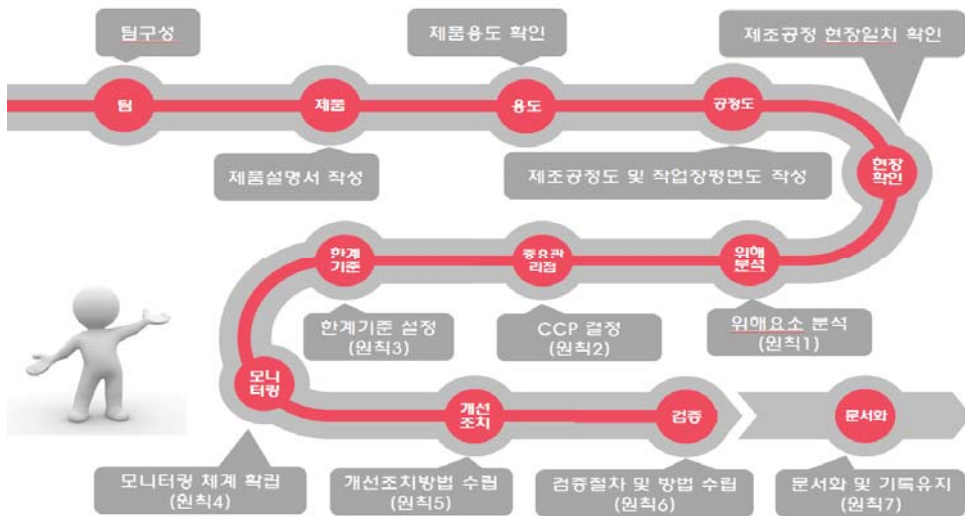 팀구성
제품용도 확인
제조공정 현장일치 확인
팀
제품
용도
공정도
현장
확인
제품설명서 작성
제조공정도 및 작업장평면도 작성
한계
기준
중요관
리점
위해
분석
한계기준 설정
(원칙3)
CCP 결정
(원칙2)
위해요소 분석
(원칙1)
모니
터링
개선
조치
검증
문서화
모니터링 체계 확립
(원칙4)
개선조치방법 수립
(원칙5)
검증절차 및 방법 수립
(원칙6)
문서화 및 기록유지
(원칙7)